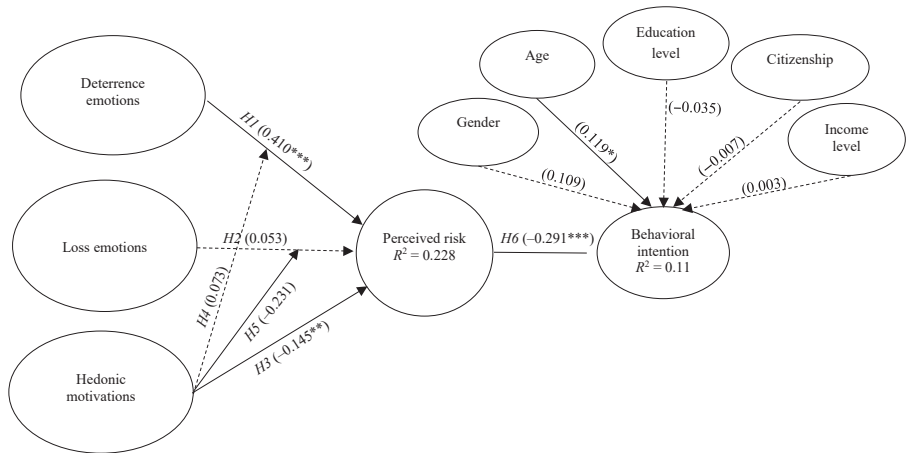 Deterrence
emotions
Loss emotions
Hedonic
motivations
H1 (0.410***)
H2 (0.053)
H4 (0.073)
H5 (–0.231)
H3 (–0.145**)
Perceived risk
R² = 0.228
H6 (–0.291***)
Gender
Age
Education
level
Citizenship
Income
level
(0.109)
(0.119*)
(–0.035)
(–0.007)
(0.003)
Behavioral
intention
R² = 0.11